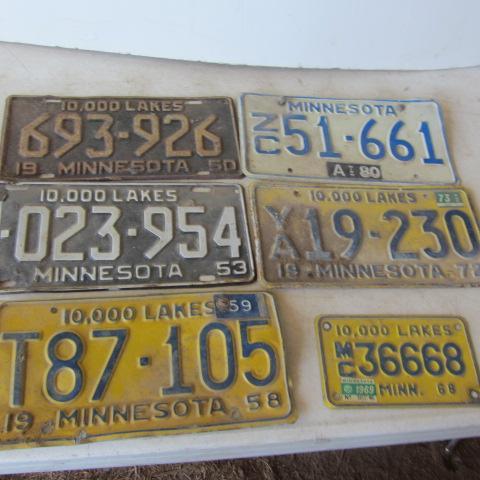 10,000 LAKES
693-926
19 MINNESOTA 50
MINNESOTA
NC 51-661
A 80
10,000 LAKES
-023-954
MINNESOTA 53
10,000 LAKES 73
YA 19-230
19 MINNESOTA 72
10,000 LAKES 59
T87-105
19 MINNESOTA 58
10,000 LAKES
MC 36668
1969 MINN. 68